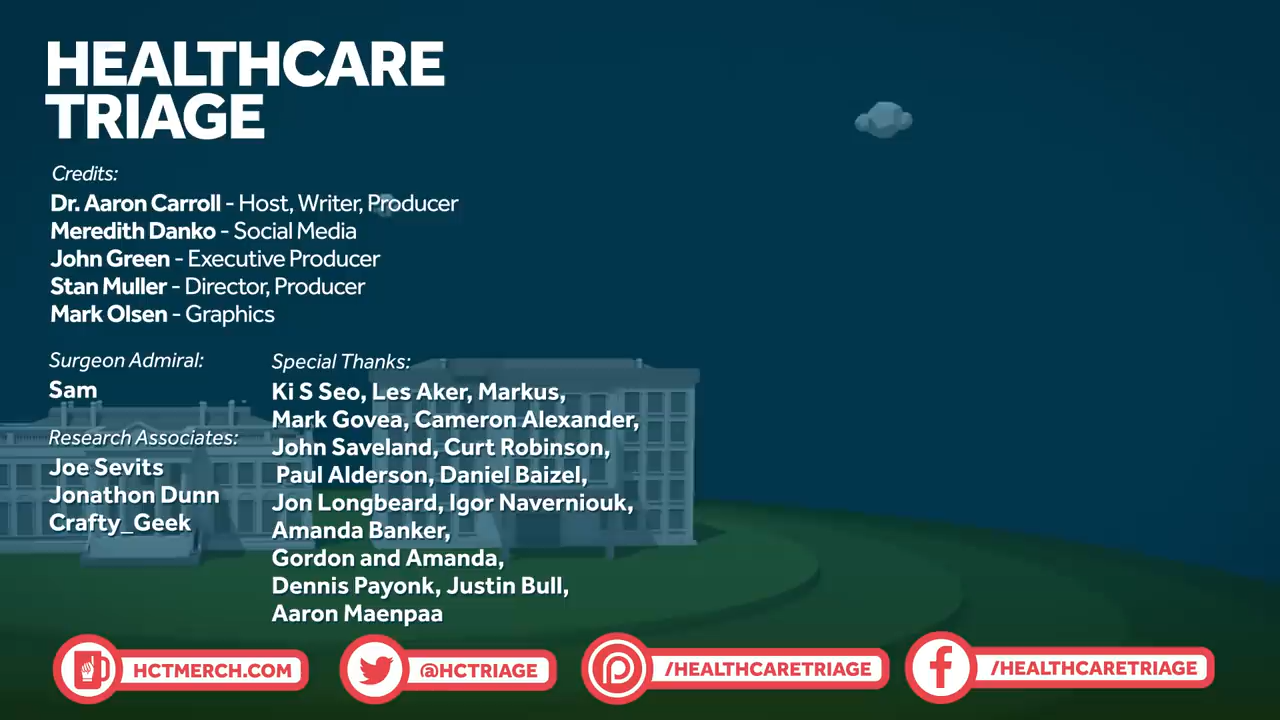 HEALTHCARE
TRIAGE
Credits:
Dr. Aaron Carroll - Host, Writer, Producer
Meredith Danko - Social Media
John Green - Executive Producer
Stan Muller - Director, Producer
Mark Olsen - Graphics
Surgeon Admiral:
Sam
Research Associates:
Joe Sevits
Jonathon Dunn
Crafty_Geek
Special Thanks:
Ki S Seo, Les Aker, Markus,
Mark Govea, Cameron Alexander,
John Saveland, Curt Robinson,
Paul Alderson, Daniel Baizel,
Jon Longbeard, Igor Naverniouk,
Amanda Banker,
Gordon and Amanda,
Dennis Payonk, Justin Bull,
Aaron Maenpaa
HCTMERCH.COM
@HCTRIAGE
/HEALTHCARETRIAGE
/HEALTHCARETRIAGE